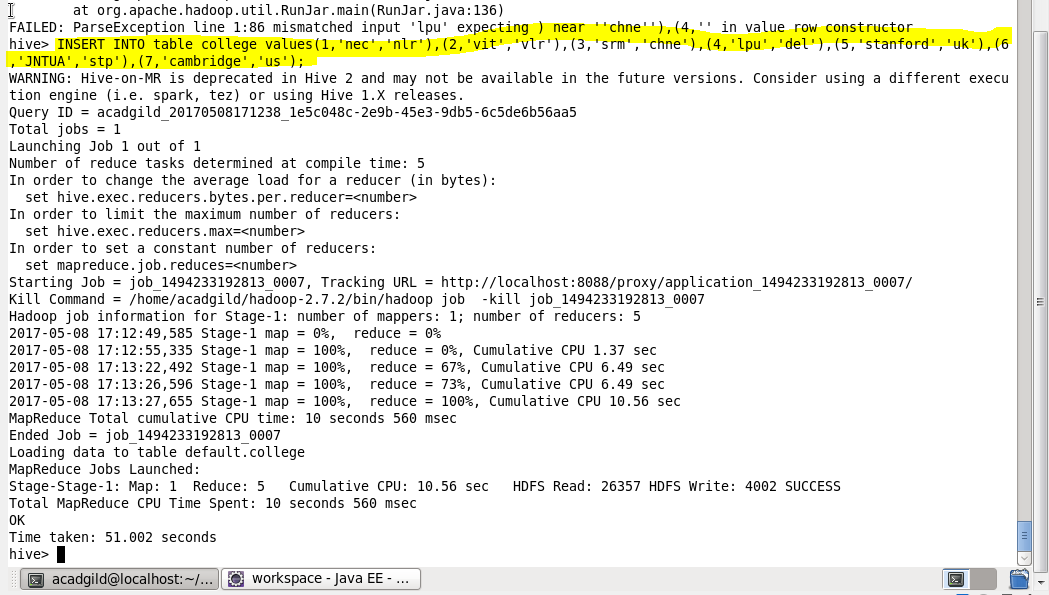 at org.apache.hadoop.util.RunJar.main(RunJar.java:136)
FAILED: ParseException line 1:86 mismatched input 'lpu' expecting ) near ''chne''),(4,'' in value row constructor
hive> INSERT INTO table college values(1,'nec','nlr'),(2,'vit','vlr'),(3,'srm','chne'),(4,'lpu','del'),(5,'stanford','uk'),(6
,'JNTUA','stp'),(7,'cambridge','us');
WARNING: Hive-on-MR is deprecated in Hive 2 and may not be available in the future versions. Consider using a different execu
tion engine (i.e. spark, tez) or using Hive 1.X releases.
Query ID = acadgild_20170508171238_1e5c048c-2e9b-45e3-9db5-6c5de6b56aa5
Total jobs = 1
Launching Job 1 out of 1
Number of reduce tasks determined at compile time: 5
In order to change the average load for a reducer (in bytes):
  set hive.exec.reducers.bytes.per.reducer=<number>
In order to limit the maximum number of reducers:
  set hive.exec.reducers.max=<number>
In order to set a constant number of reducers:
  set mapreduce.job.reduces=<number>
Starting Job = job_1494233192813_0007, Tracking URL = http://localhost:8088/proxy/application_1494233192813_0007/
Kill Command = /home/acadgild/hadoop-2.7.2/bin/hadoop job  -kill job_1494233192813_0007
Hadoop job information for Stage-1: number of mappers: 1; number of reducers: 5
2017-05-08 17:12:49,585 Stage-1 map = 0%,  reduce = 0%
2017-05-08 17:12:55,335 Stage-1 map = 100%,  reduce = 0%, Cumulative CPU 1.37 sec
2017-05-08 17:13:22,492 Stage-1 map = 100%,  reduce = 67%, Cumulative CPU 6.49 sec
2017-05-08 17:13:26,596 Stage-1 map = 100%,  reduce = 73%, Cumulative CPU 6.49 sec
2017-05-08 17:13:27,655 Stage-1 map = 100%,  reduce = 100%, Cumulative CPU 10.56 sec
MapReduce Total cumulative CPU time: 10 seconds 560 msec
Ended Job = job_1494233192813_0007
Loading data to table default.college
MapReduce Jobs Launched:
Stage-Stage-1: Map: 1  Reduce: 5   Cumulative CPU: 10.56 sec   HDFS Read: 26357 HDFS Write: 4002 SUCCESS
Total MapReduce CPU Time Spent: 10 seconds 560 msec
OK
Time taken: 51.002 seconds
hive>
acadgild@localhost:~/... workspace - Java EE - ...